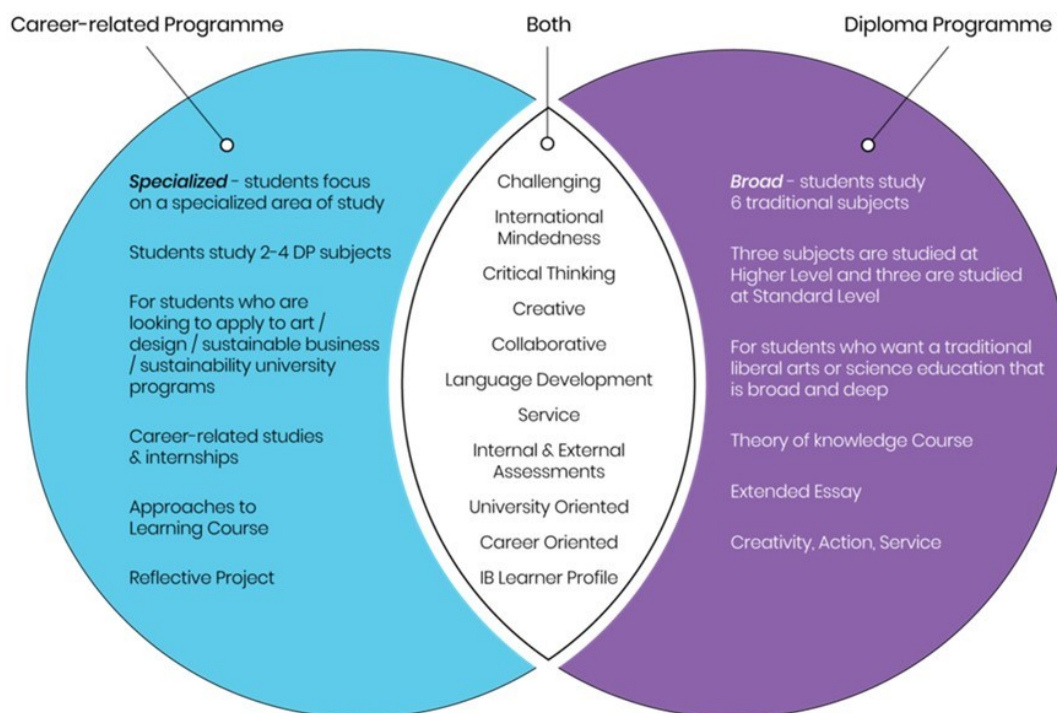 Career-related Programme
Both
Diploma Programme
Specialized - students focus
on a specialized area of study
Students study 2-4 DP subjects
For students who are
looking to apply to art /
design / sustainable business
/ sustainability university
programs
Career-related studies
& internships
Approaches to
Learning Course
Reflective Project
Challenging
International
Mindedness
Critical Thinking
Creative
Collaborative
Language Development
Service
Internal & External
Assessments
University Oriented
Career Oriented
IB Learner Profile
Broad - students study
6 traditional subjects
Three subjects are studied at
Higher Level and three are studied
at Standard Level
For students who want a traditional
liberal arts or science education that
is broad and deep
Theory of knowledge Course
Extended Essay
Creativity, Action, Service